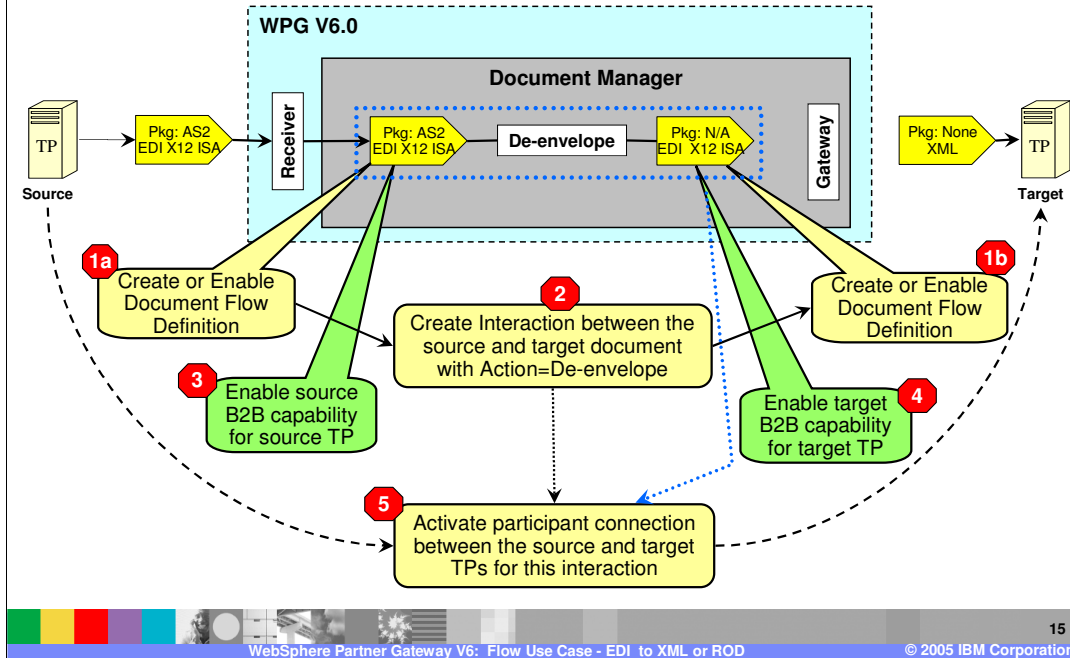 WPG V6.0
Document Manager
TP
Source
Pkg: AS2
EDI X12 ISA
Receiver
Pkg: AS2
EDI X12 ISA
De-envelope
Pkg: N/A
EDI X12 ISA
Gateway
Pkg: None
XML
TP
Target
1a
Create or Enable
Document Flow
Definition
2
Create Interaction between the
source and target document
with Action=De-envelope
1b
Create or Enable
Document Flow
Definition
3
Enable source
B2B capability
for source TP
4
Enable target
B2B capability
for target TP
5
Activate participant connection
between the source and target
TPs for this interaction
15
WebSphere Partner Gateway V6: Flow Use Case - EDI to XML or ROD
© 2005 IBM Corporation